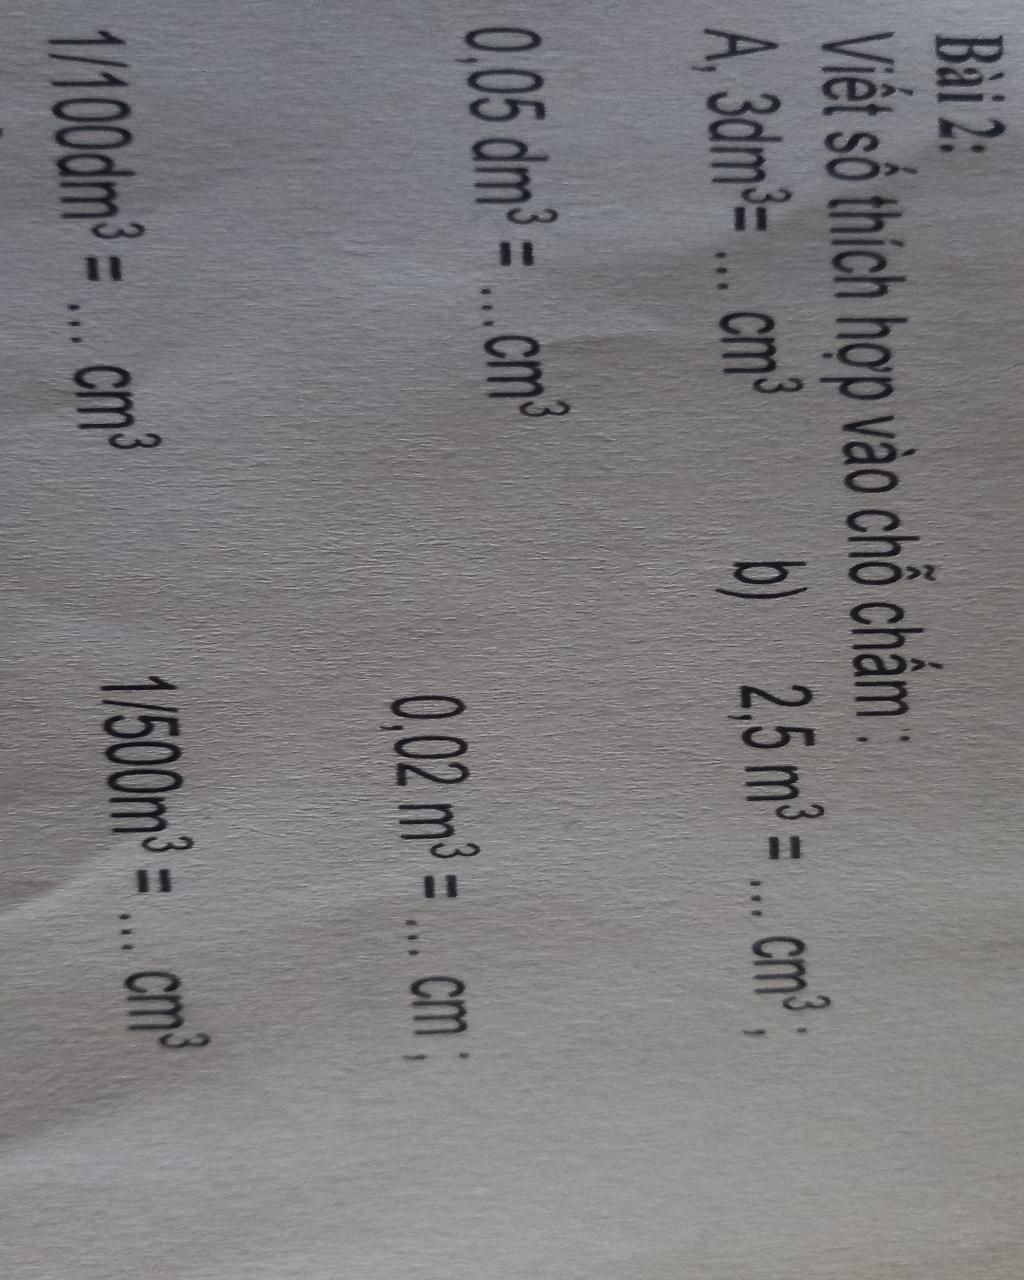 Bài 2:
Viết số thích hợp vào chỗ chấm :
A, 3dm³= ... cm³ b) 2,5 m³ = ... cm³ ;
0,05 dm³ = ....cm³
0,02 m³ = ... cm ;
1/100dm³ = ... cm³ 1/500m³ = ... cm³